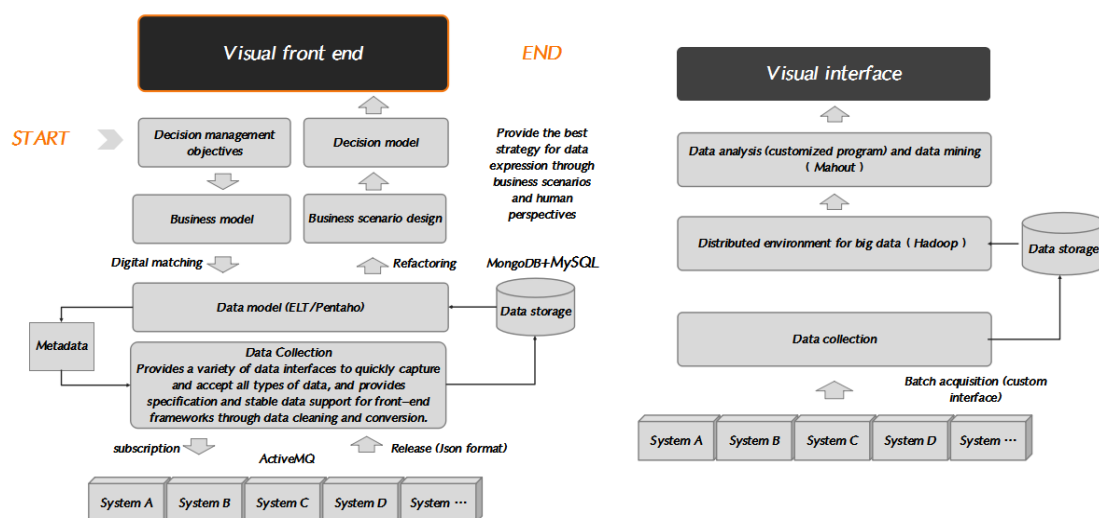 Visual front end
END
START
Decision management
objectives
Decision model
Provide the best
strategy for data
expression through
business scenarios
and human
perspectives
Business model
Business scenario design
Digital matching
Refactoring
MongoDB+MySQL
Data model (ELT/Pentaho)
Data storage
Metadata
Data Collection
Provides a variety of data interfaces to quickly capture
and accept all types of data, and provides
specification and stable data support for front-end
frameworks through data cleaning and conversion.
subscription
Release (Json format)
ActiveMQ
System A
System B
System C
System D
System ...
Visual interface
Data analysis (customized program) and data mining
( Mahout )
Distributed environment for big data ( Hadoop )
Data storage
Data collection
Batch acquisition (custom
interface)
System A
System B
System C
System D
System ...